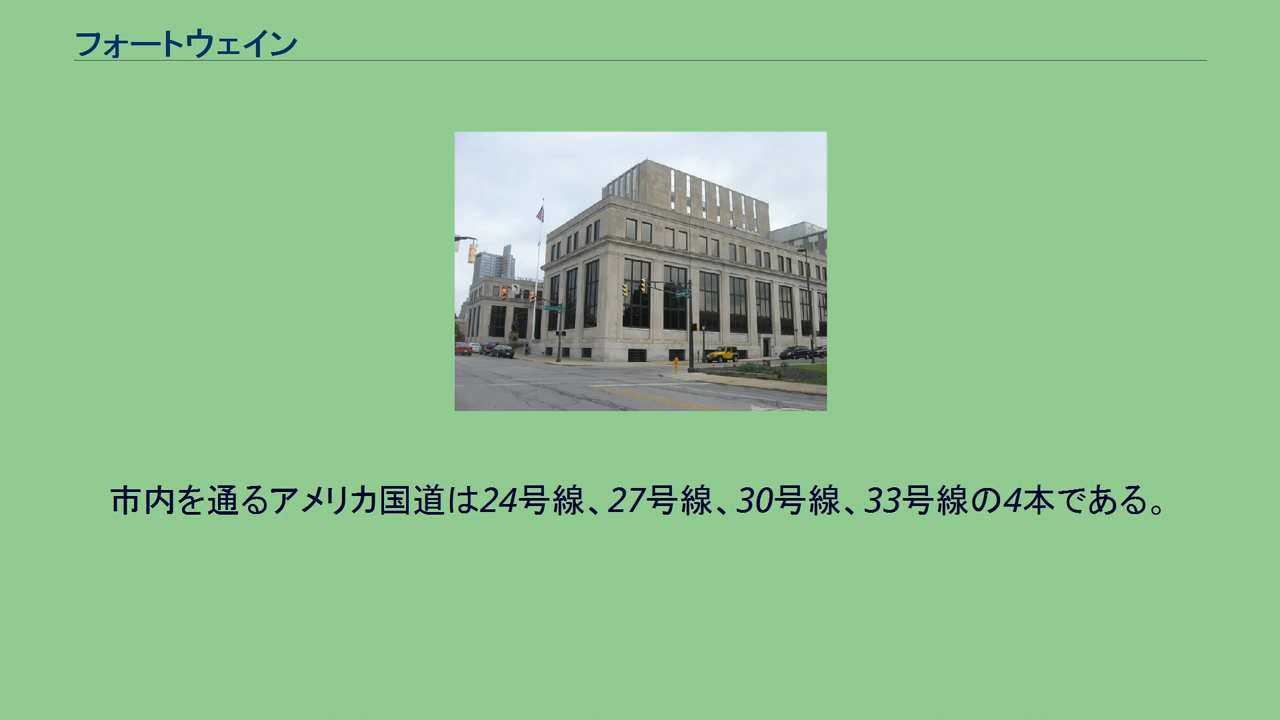 フォートウェイン
市内を通るアメリカ国道は24号線、27号線、30号線、33号線の4本である。